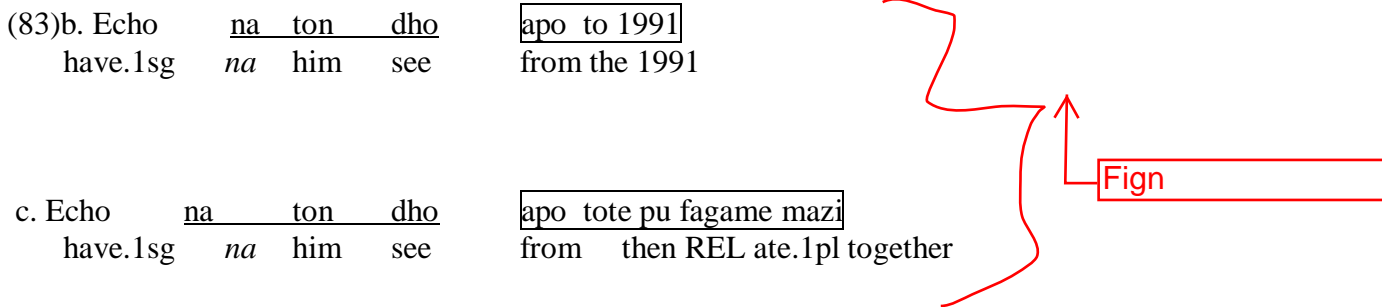 (83)b. Echo na ton dho apo to 1991
have.1sg na him see from the 1991
Fign
c. Echo na ton dho apo tote pu fagame mazi
have.1sg na him see from then REL ate.1pl together